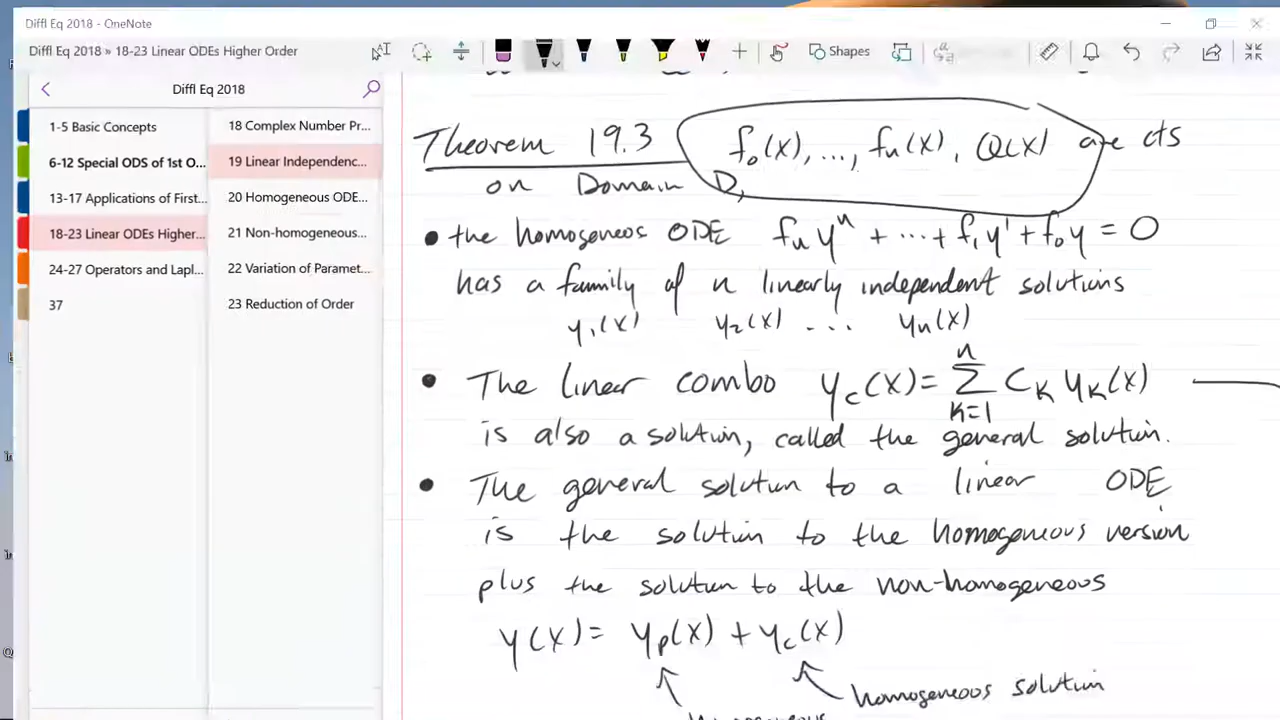 Diffl Eq 2018 - OneNote
Diffl Eq 2018 » 18-23 Linear ODEs Higher Order
Shapes
Diffl Eq 2018
1-5 Basic Concepts
6-12 Special ODS of 1st O...
13-17 Applications of First...
18-23 Linear ODEs Higher...
24-27 Operators and Lapl...
37
18 Complex Number Pr...
19 Linear Independenc...
20 Homogeneous ODE...
21 Non-homogeneous...
22 Variation of Paramet...
23 Reduction of Order
Theorem 19.3 f₀(x), ..., fₙ(x), Q(x) are cts
on Domain D,
• the homogeneos ODE fₙyⁿ + ... + f₁y' + f₀y = 0
has a family of n linearly independent solutions
y₁(x) y₂(x) ... yₙ(x)
• The linear combo y_c(x) = Σ_{k=1}^{n} C_K y_K(x)
is also a solution, called the general solution.
• The general solution to a linear ODE
is the solution to the homogeneous version
plus the solution to the non-homogeneous
y(x) = y_p(x) + y_c(x)
homogeneous solution